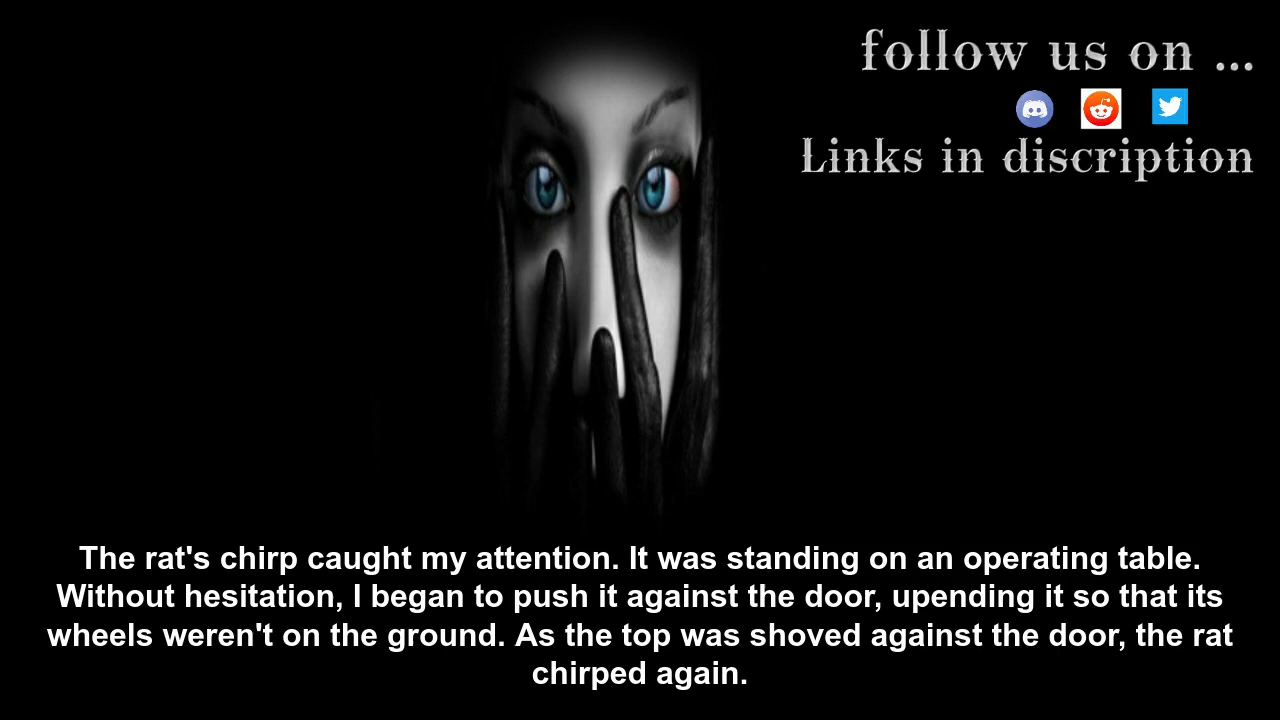 follow us on ...
Links in discription
The rat's chirp caught my attention. It was standing on an operating table.
Without hesitation, I began to push it against the door, upending it so that its
wheels weren't on the ground. As the top was shoved against the door, the rat
chirped again.